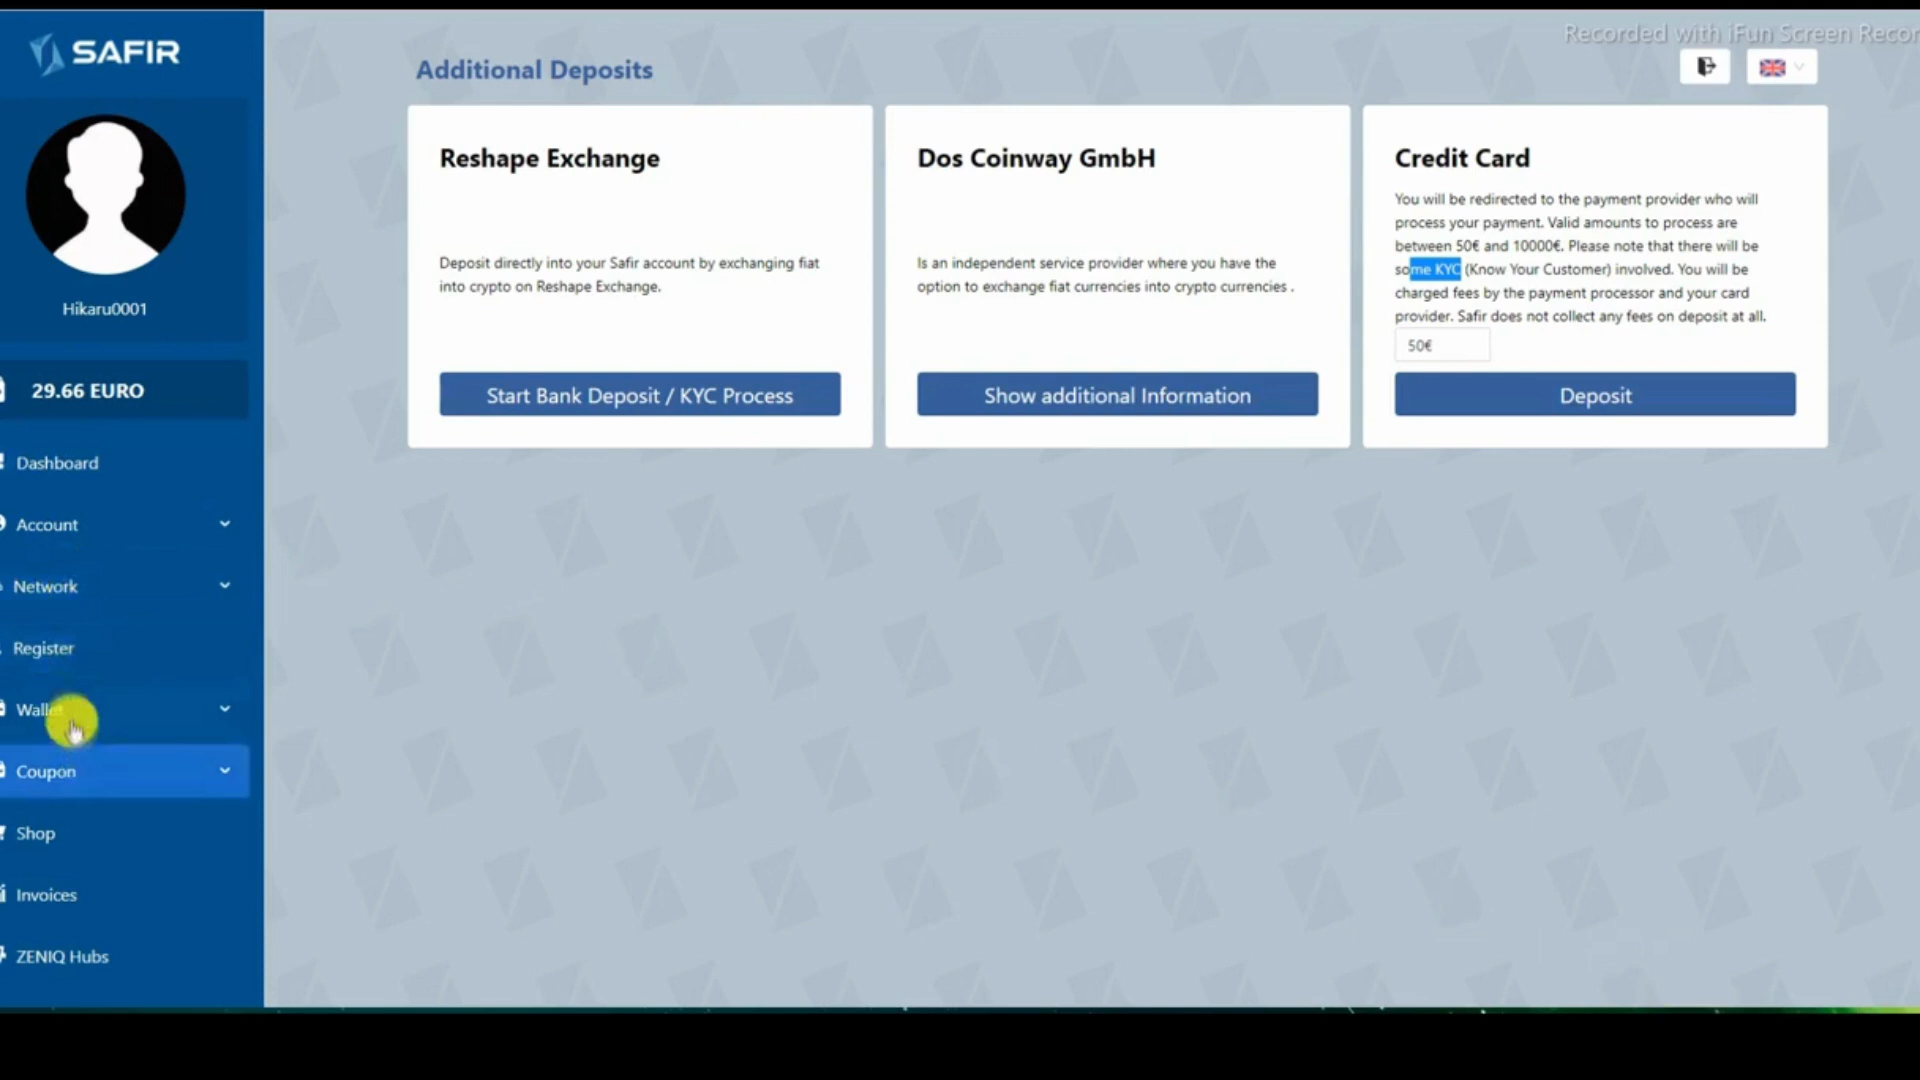 SAFIR
Recorded with iFun Screen Recor
Additional Deposits
Hikaru0001
29.66 EURO
Dashboard
Account
Network
Register
Wallet
Coupon
Shop
Invoices
ZENIQ Hubs
Reshape Exchange
Deposit directly into your Safir account by exchanging fiat
into crypto on Reshape Exchange.
Start Bank Deposit / KYC Process
Dos Coinway GmbH
Is an independent service provider where you have the
option to exchange fiat currencies into crypto currencies .
Show additional Information
Credit Card
You will be redirected to the payment provider who will
process your payment. Valid amounts to process are
between 50€ and 10000€. Please note that there will be
some KYC (Know Your Customer) involved. You will be
charged fees by the payment processor and your card
provider. Safir does not collect any fees on deposit at all.
50€
Deposit